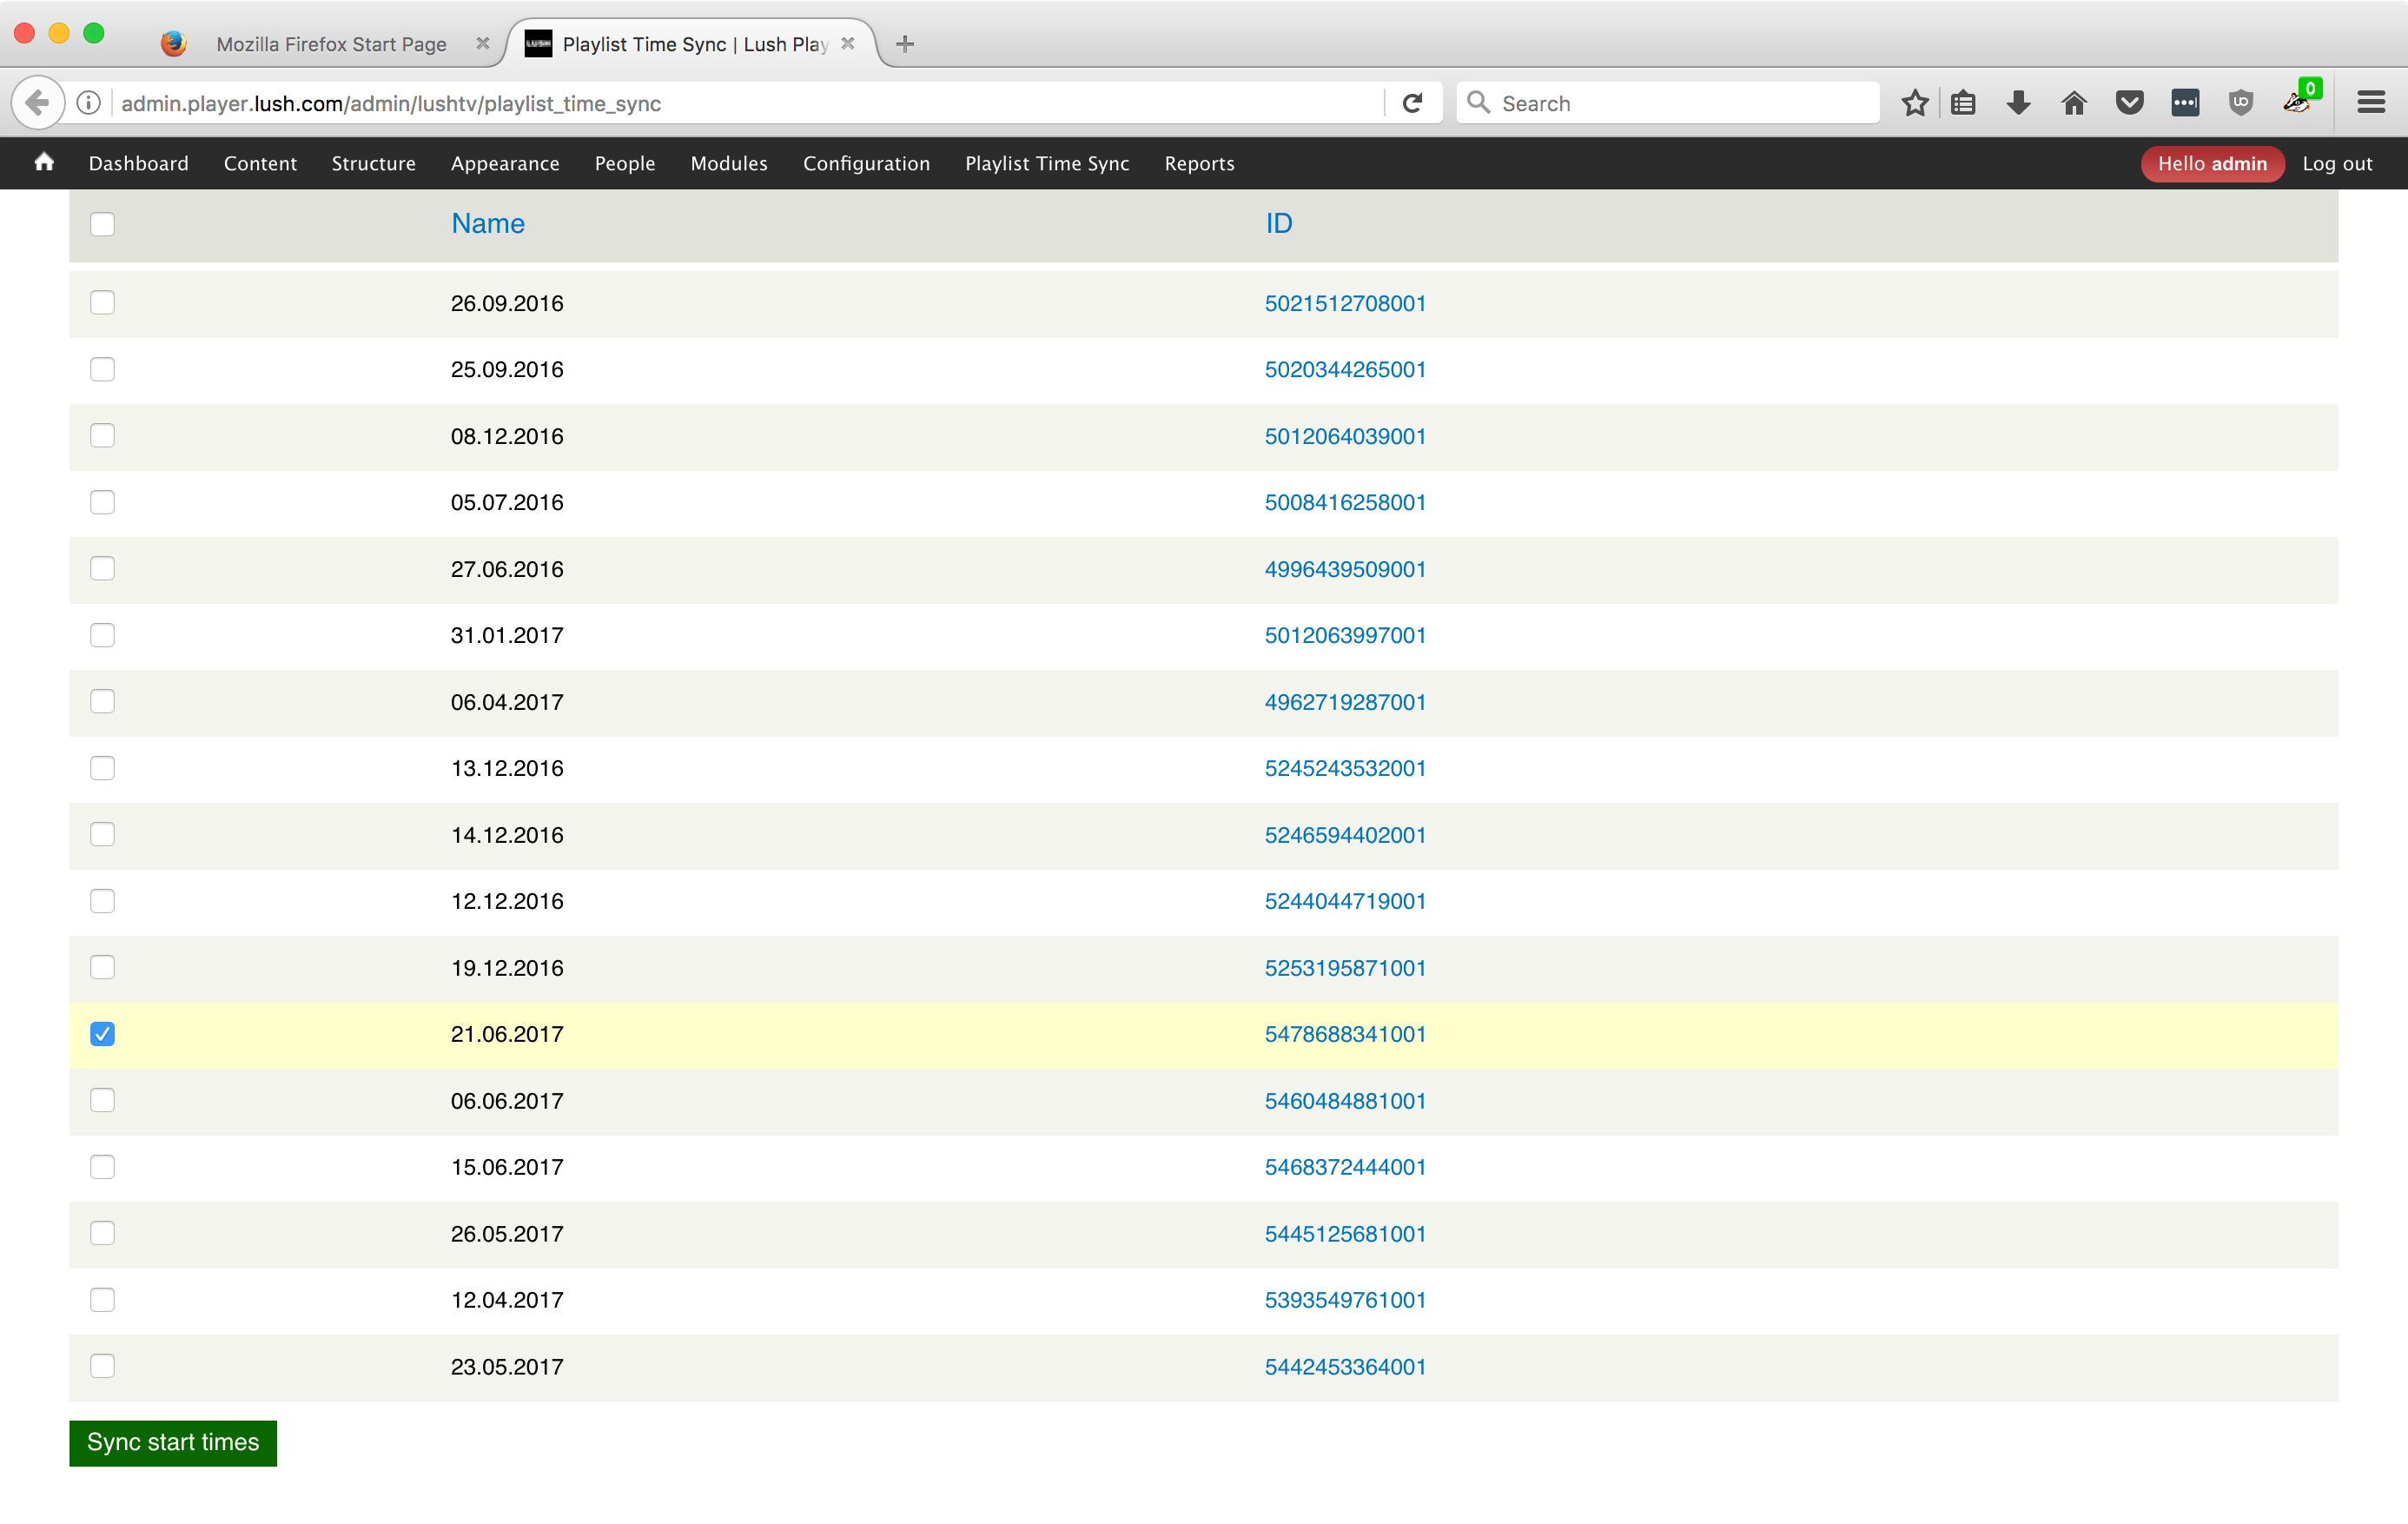 Mozilla Firefox Start Page
Playlist Time Sync | Lush Play
admin.player.lush.com/admin/lushtv/playlist_time_sync
Search
0
Dashboard Content Structure Appearance People Modules Configuration Playlist Time Sync Reports Hello admin Log out
Name ID
26.09.2016 5021512708001
25.09.2016 5020344265001
08.12.2016 5012064039001
05.07.2016 5008416258001
27.06.2016 4996439509001
31.01.2017 5012063997001
06.04.2017 4962719287001
13.12.2016 5245243532001
14.12.2016 5246594402001
12.12.2016 5244044719001
19.12.2016 5253195871001
21.06.2017 5478688341001
06.06.2017 5460484881001
15.06.2017 5468372444001
26.05.2017 5445125681001
12.04.2017 5393549761001
23.05.2017 5442453364001
Sync start times